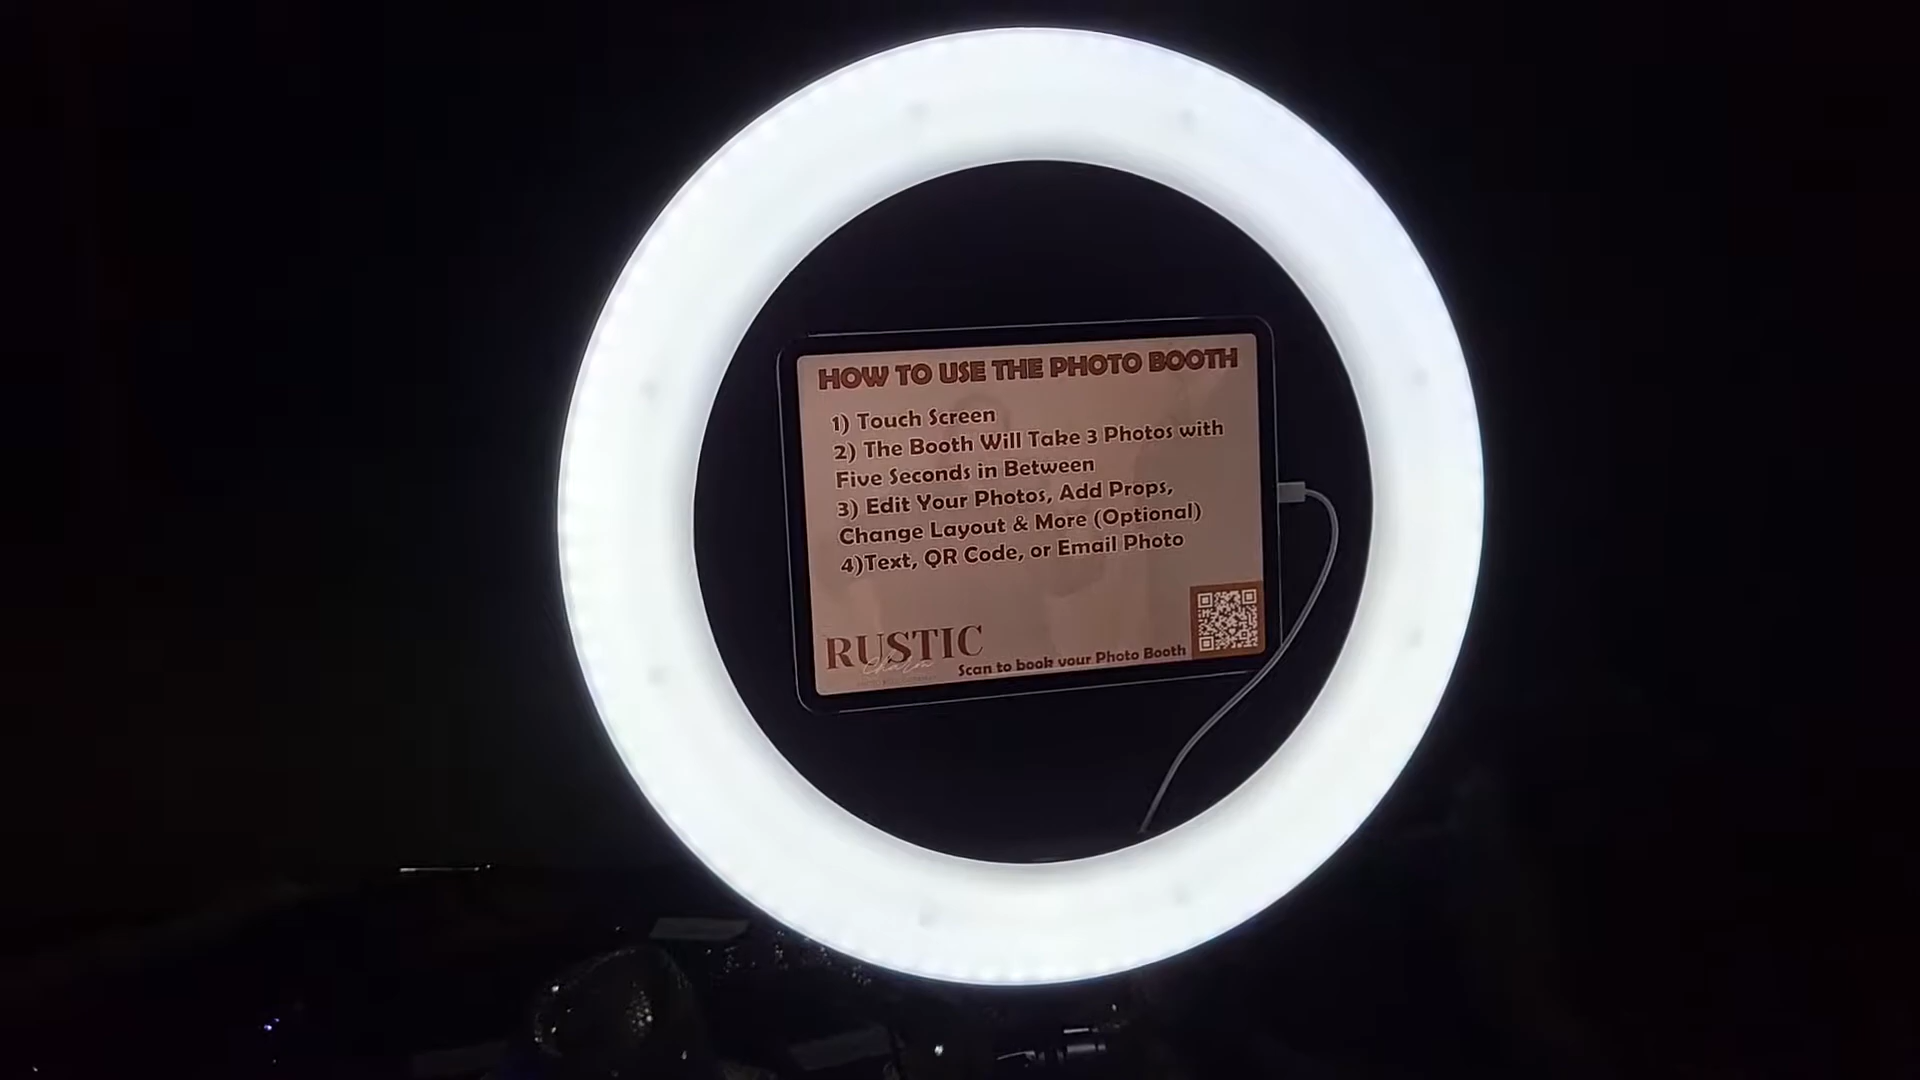 HOW TO USE THE PHOTO BOOTH
1) Touch Screen
2) The Booth Will Take 3 Photos with
Five Seconds in Between
3) Edit Your Photos, Add Props,
Change Layout & More (Optional)
4)Text, QR Code, or Email Photo
RUSTIC
Charm
Scan to book your Photo Booth